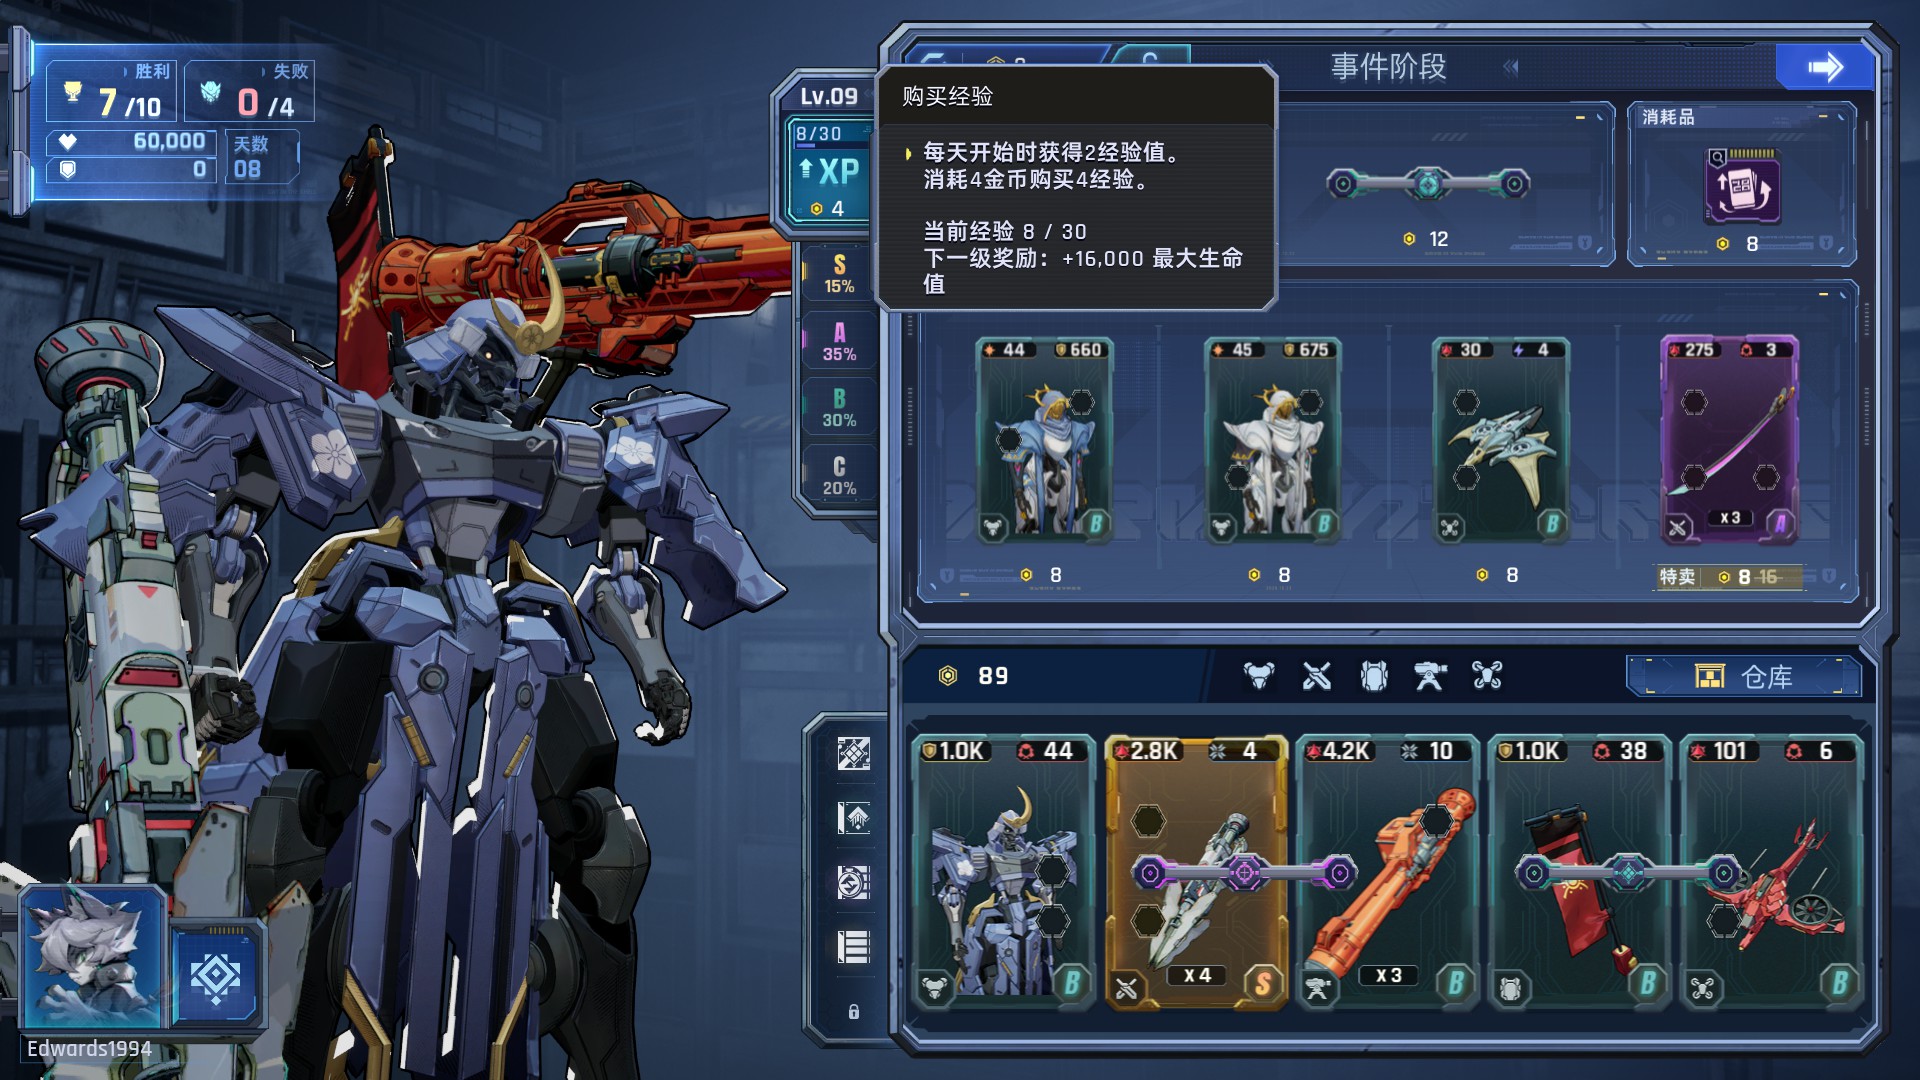 胜利
7/10
失败
0/4
60,000
0
天数
08
Lv.09
8/30
XP
4
S
15%
A
35%
B
30%
C
20%
购买经验
每天开始时获得2经验值。
消耗4金币购买4经验。
当前经验 8 / 30
下一级奖励：+16,000 最大生命
值
事件阶段
12
消耗品
8
44 660
B
8
45 675
B
8
30 4
B
8
275 3
x3
A
特卖 8 16
89
仓库
1.0K 44
B
2.8K 4
x4
S
4.2K 10
x3
B
1.0K 38
B
101 6
B
Edwards1994